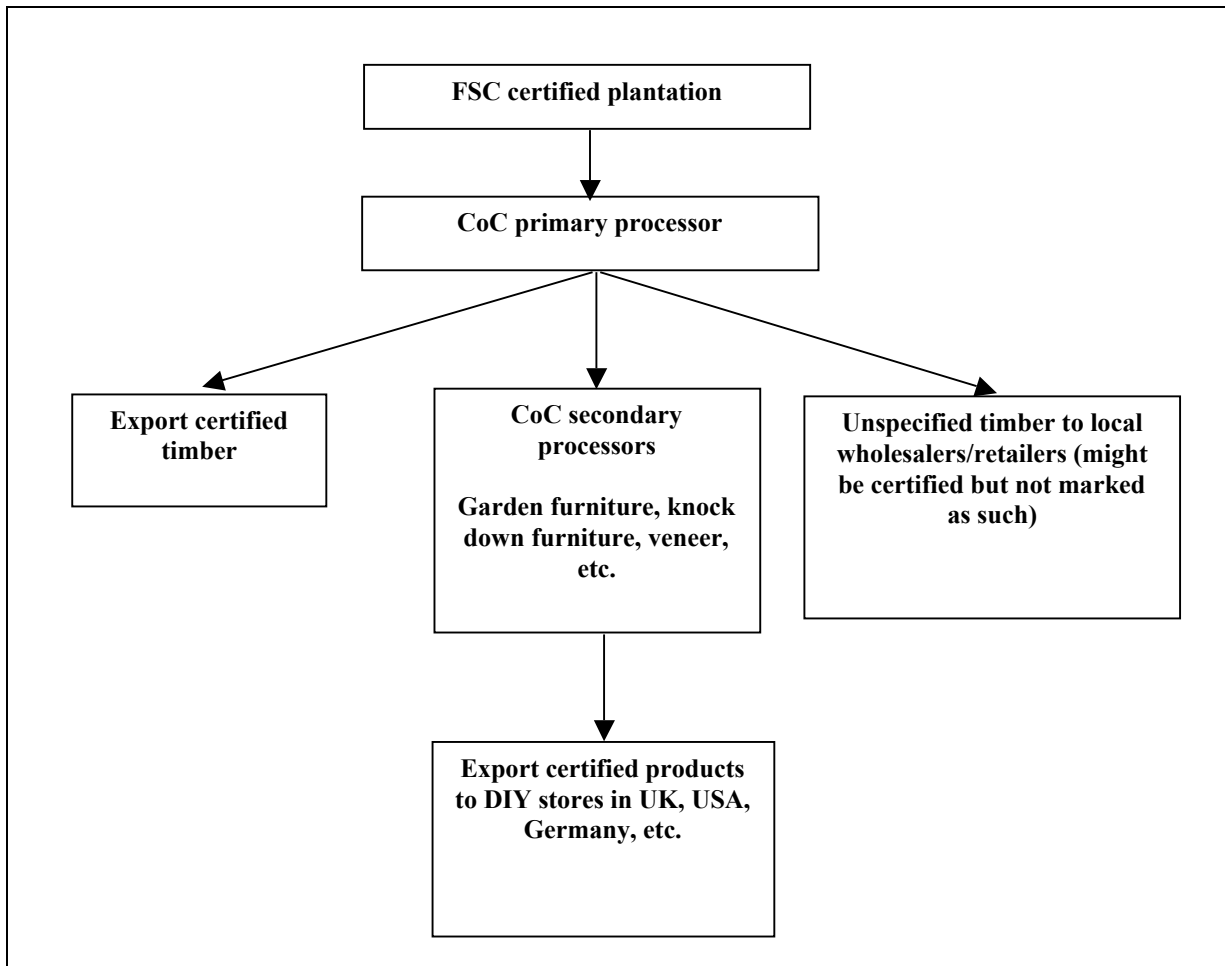 FSC certified plantation
CoC primary processor
Export certified
timber
CoC secondary
processors
Garden furniture, knock
down furniture, veneer,
etc.
Unspecified timber to local
wholesalers/retailers (might
be certified but not marked
as such)
Export certified products
to DIY stores in UK, USA,
Germany, etc.